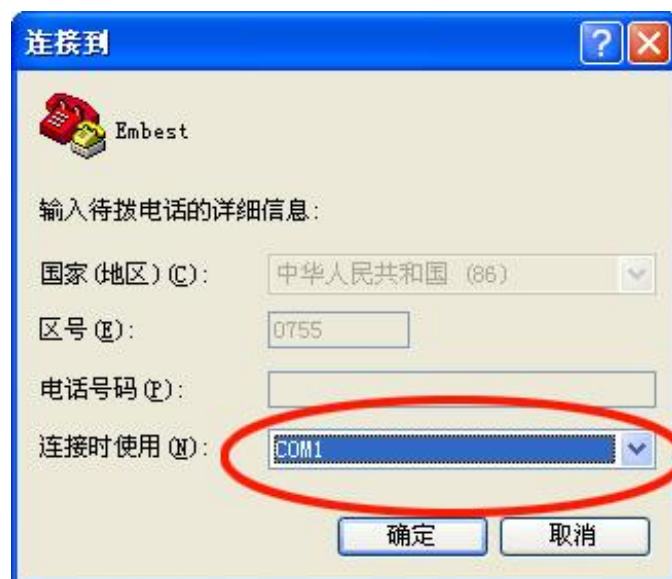 连接到
Embest
输入待拨电话的详细信息:
国家(地区)(C): 中华人民共和国 (86)
区号(E): 0755
电话号码(P):
连接时使用(N): COM1
确定 取消